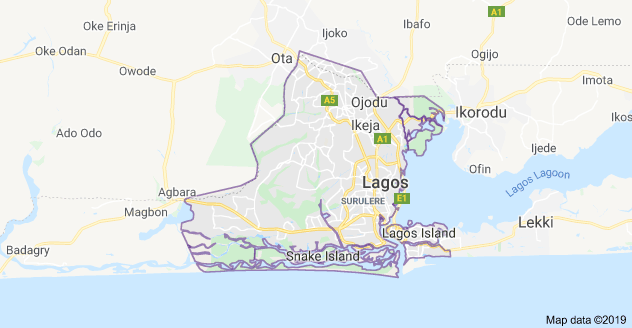 A1
Ode Lemo
Oke Erinja
Ijoko
Oke Odan
Ota
Ogijo
Owode
Imota
A5
Ojodu
Ikorodu
Ikos
Ikeja
A1
Ado Odo
Ijede
Ofin
Lagos
Lagos Lagoon
Agbara
SURULERE
E1
Magbon
Lekki
Lagos Island
Badagry
Snake Island
Map data ©2019